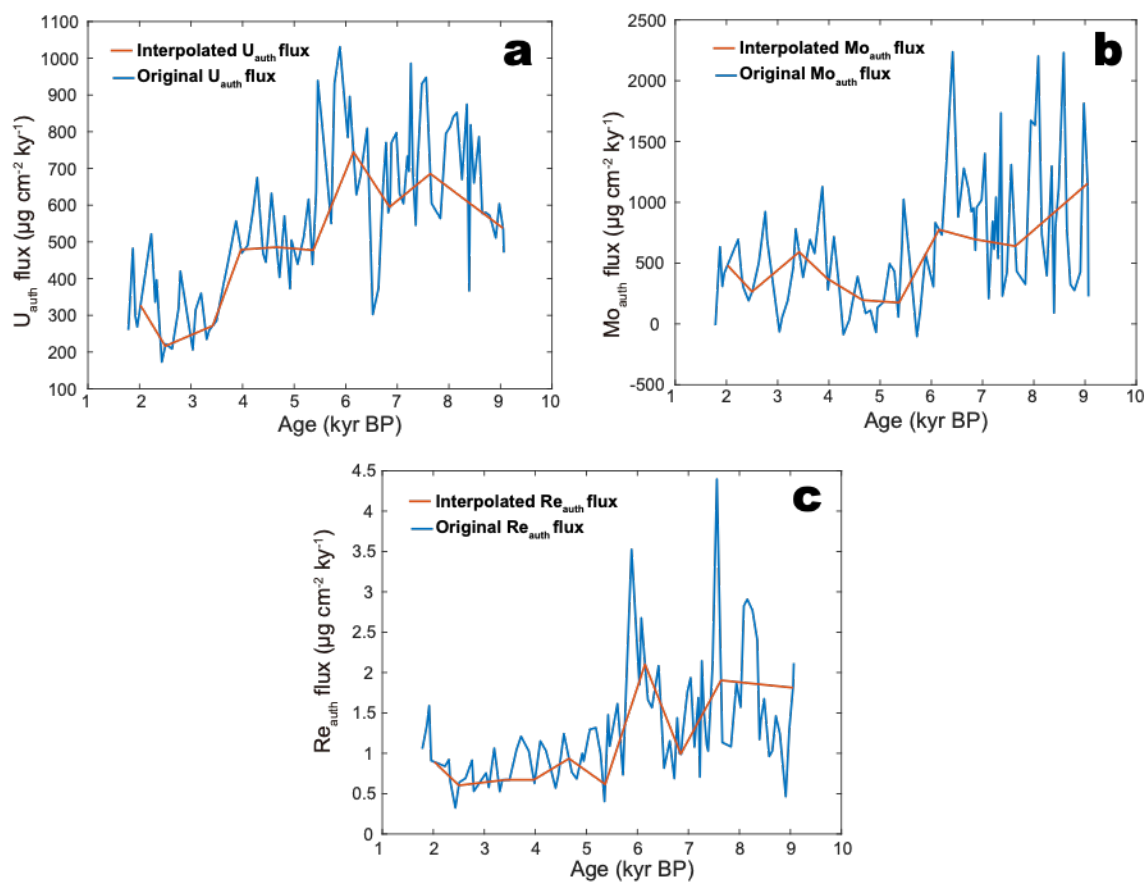 a
Interpolated U_auth flux
Original U_auth flux
U_auth flux (µg cm⁻² ky⁻¹)
1100
1000
900
800
700
600
500
400
300
200
100
1 2 3 4 5 6 7 8 9 10
Age (kyr BP)
b
Interpolated Mo_auth flux
Original Mo_auth flux
Mo_auth flux (µg cm⁻² ky⁻¹)
2500
2000
1500
1000
500
0
-500
1 2 3 4 5 6 7 8 9 10
Age (kyr BP)
c
Interpolated Re_auth flux
Original Re_auth flux
Re_auth flux (µg cm⁻² ky⁻¹)
4.5
4
3.5
3
2.5
2
1.5
1
0.5
0
1 2 3 4 5 6 7 8 9 10
Age (kyr BP)